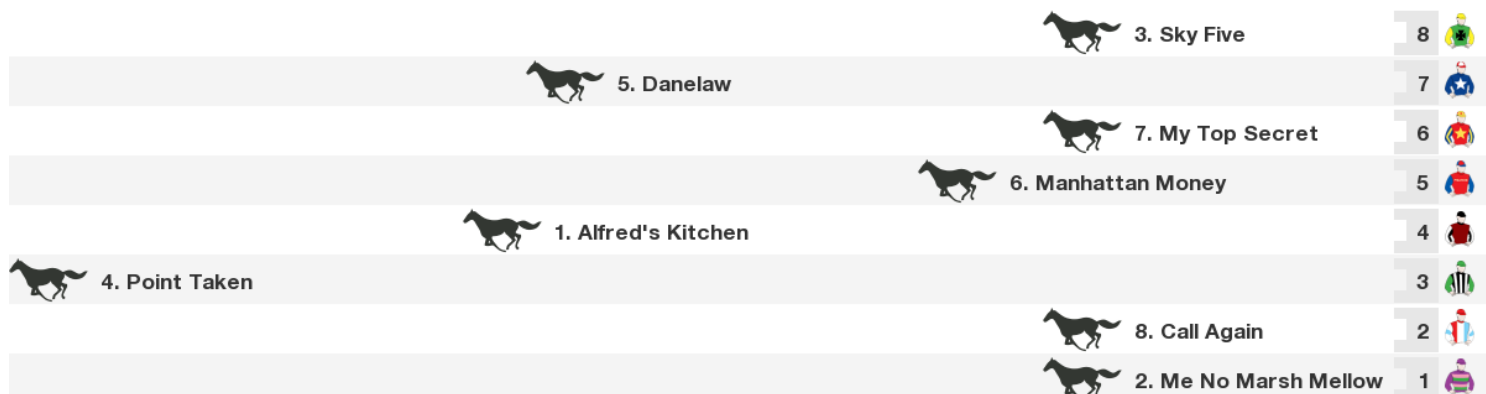 3. Sky Five 8
5. Danelaw 7
7. My Top Secret 6
6. Manhattan Money 5
1. Alfred's Kitchen 4
4. Point Taken 3
8. Call Again 2
2. Me No Marsh Mellow 1